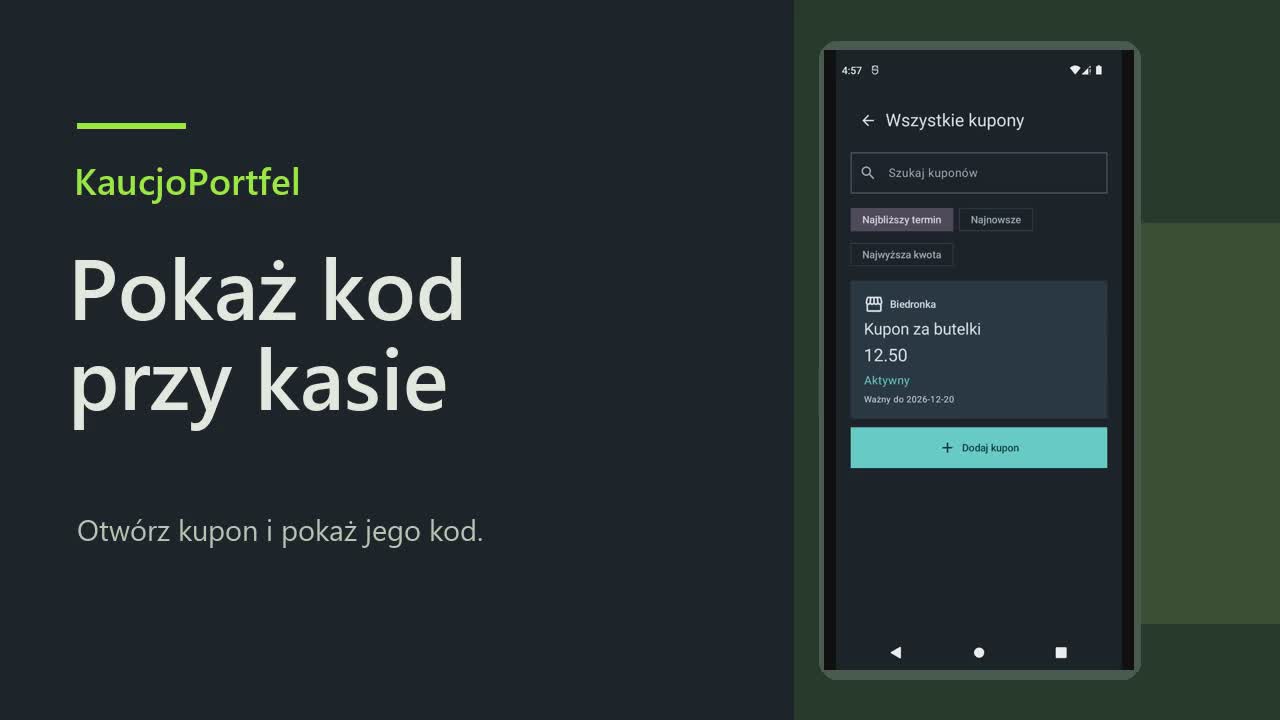 KaucjoPortfel
Pokaż kod
przy kasie
Otwórz kupon i pokaż jego kod.
4:57
Wszystkie kupony
Szukaj kuponów
Najbliższy termin
Najnowsze
Najwyższa kwota
Biedronka
Kupon za butelki
12.50
Aktywny
Ważny do 2026-12-20
Dodaj kupon